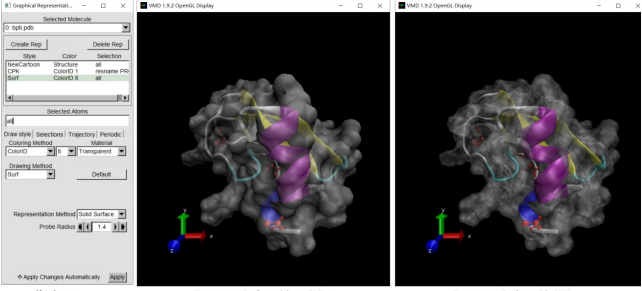 Graphical Representati...
VMD 1.9.2 OpenGL Display
VMD 1.9.2 OpenGL Display
Selected Molecule
0: bpti.pdb
Create Rep
Delete Rep
Style Color Selection
NewCartoon Structure all
CPK ColorID 1 resname PR
Surf ColorID 8 all
Selected Atoms
all
Draw style Selections Trajectory Periodic
Coloring Method Material
ColorID 8 Transparent
Drawing Method
Surf Default
Representation Method Solid Surface
Probe Radius 1.4
Apply Changes Automatically Apply
y
x
z
y
x
z